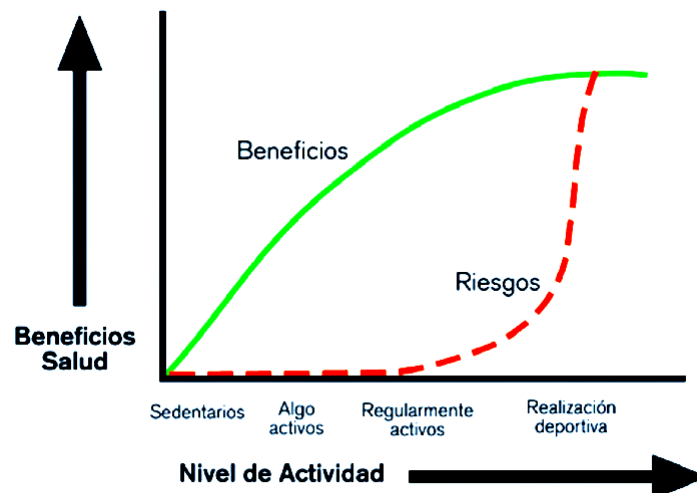 Beneficios
Riesgos
Beneficios
Salud
Sedentarios
Algo
activos
Regularmente
activos
Realización
deportiva
Nivel de Actividad